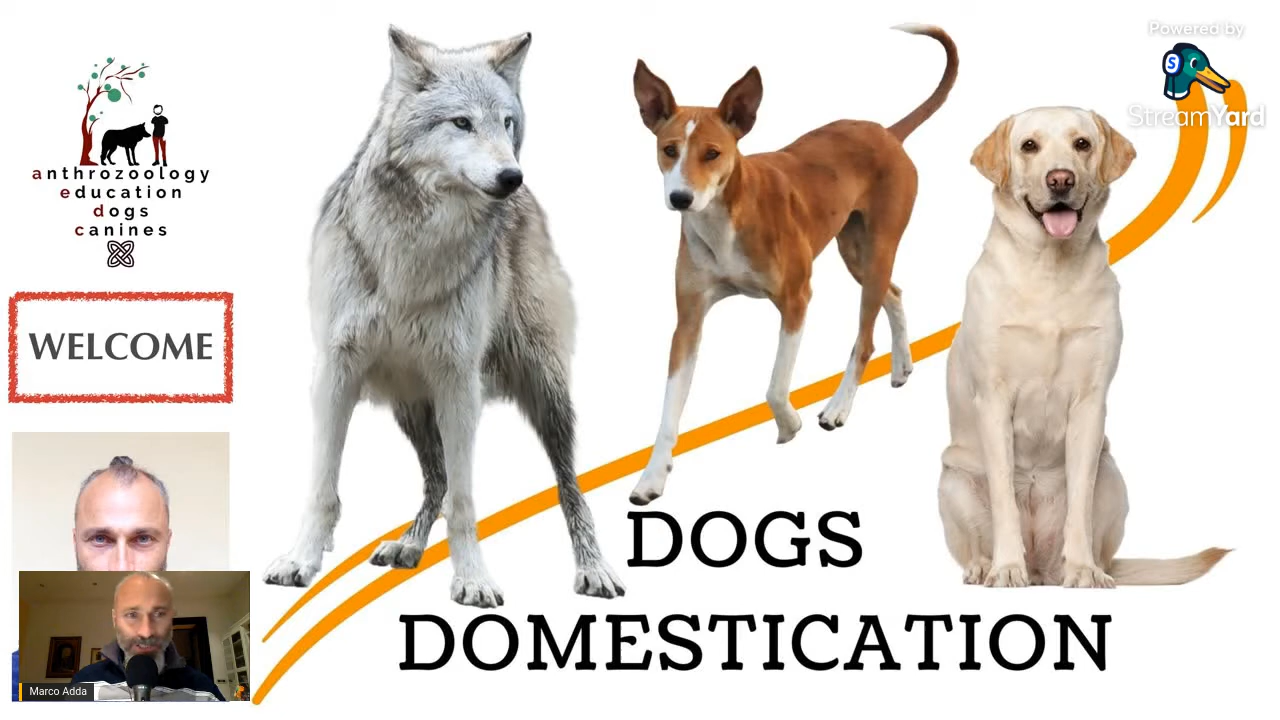 anthrozoology
education
dogs
canines
WELCOME
Marco Adda
DOGS
DOMESTICATION
Powered by
S
StreamYard